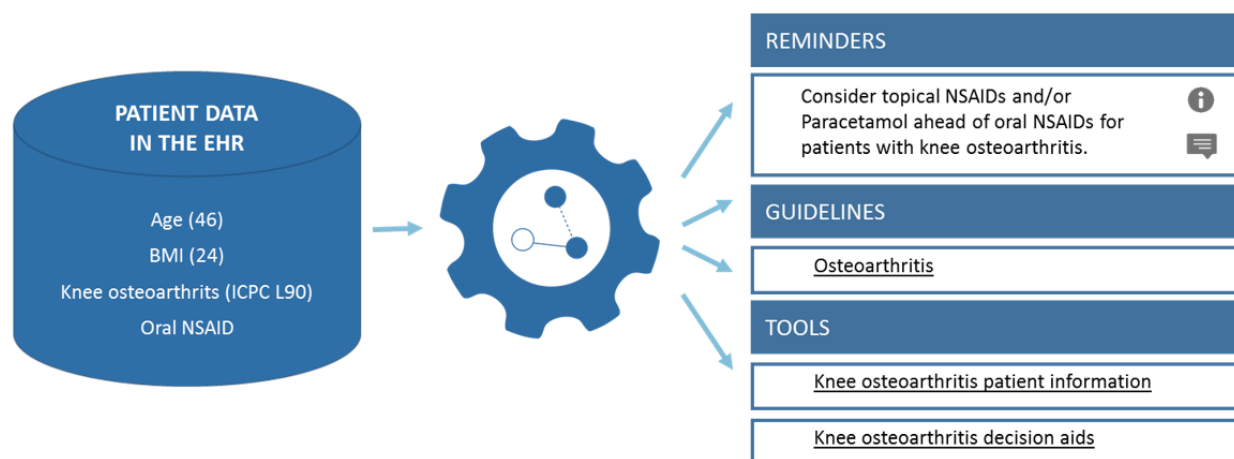 PATIENT DATA
IN THE EHR
Age (46)
BMI (24)
Knee osteoarthrits (ICPC L90)
Oral NSAID
REMINDERS
Consider topical NSAIDs and/or
Paracetamol ahead of oral NSAIDs for
patients with knee osteoarthritis.
GUIDELINES
Osteoarthritis
TOOLS
Knee osteoarthritis patient information
Knee osteoarthritis decision aids